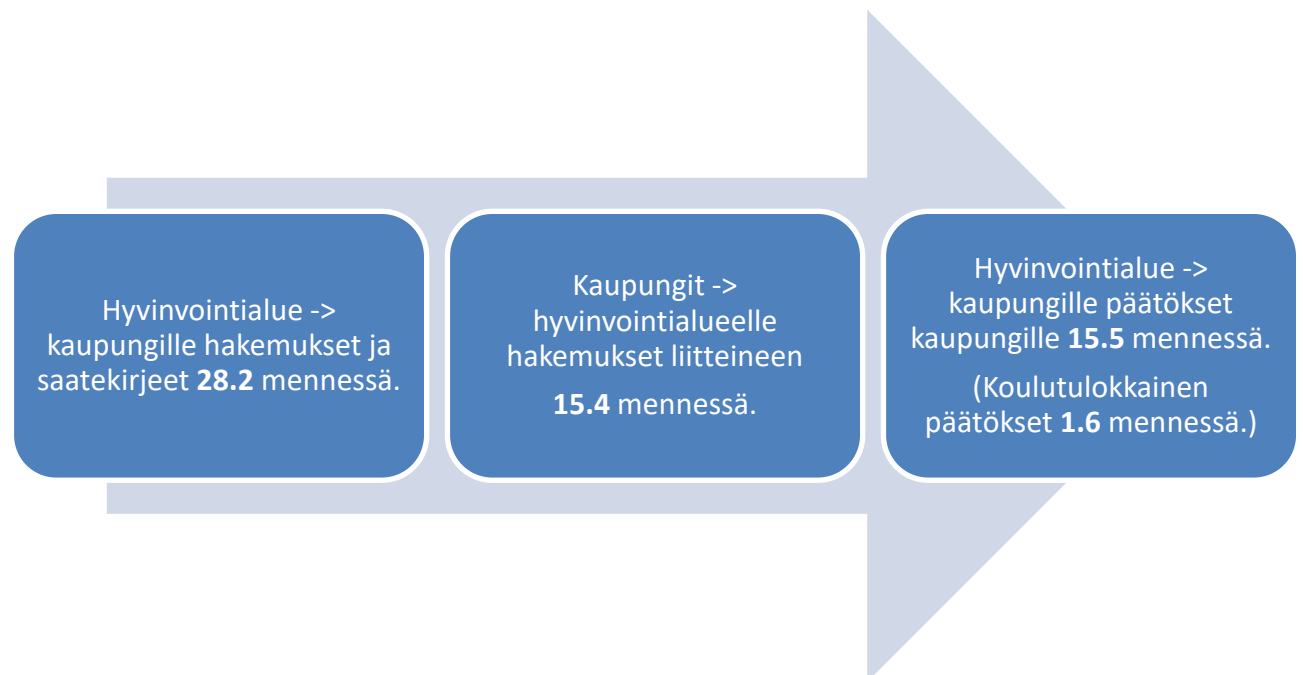 Hyvinvointialue ->
kaupungille hakemukset ja
saatekirjeet 28.2 mennessä.
Kaupungit ->
hyvinvointialueelle
hakemukset liitteineen
15.4 mennessä.
Hyvinvointialue ->
kaupungille päätökset
kaupungille 15.5 mennessä.
(Koulutulokkainen
päätökset 1.6 mennessä.)